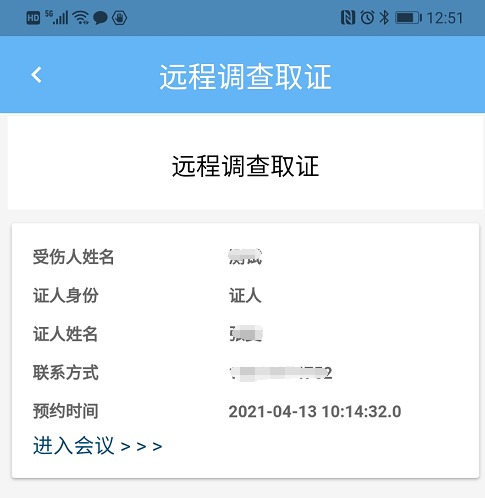 HD 5G 12:51
远程调查取证
远程调查取证
受伤人姓名
证人身份 证人
证人姓名
联系方式
预约时间 2021-04-13 10:14:32.0
进入会议 > > >